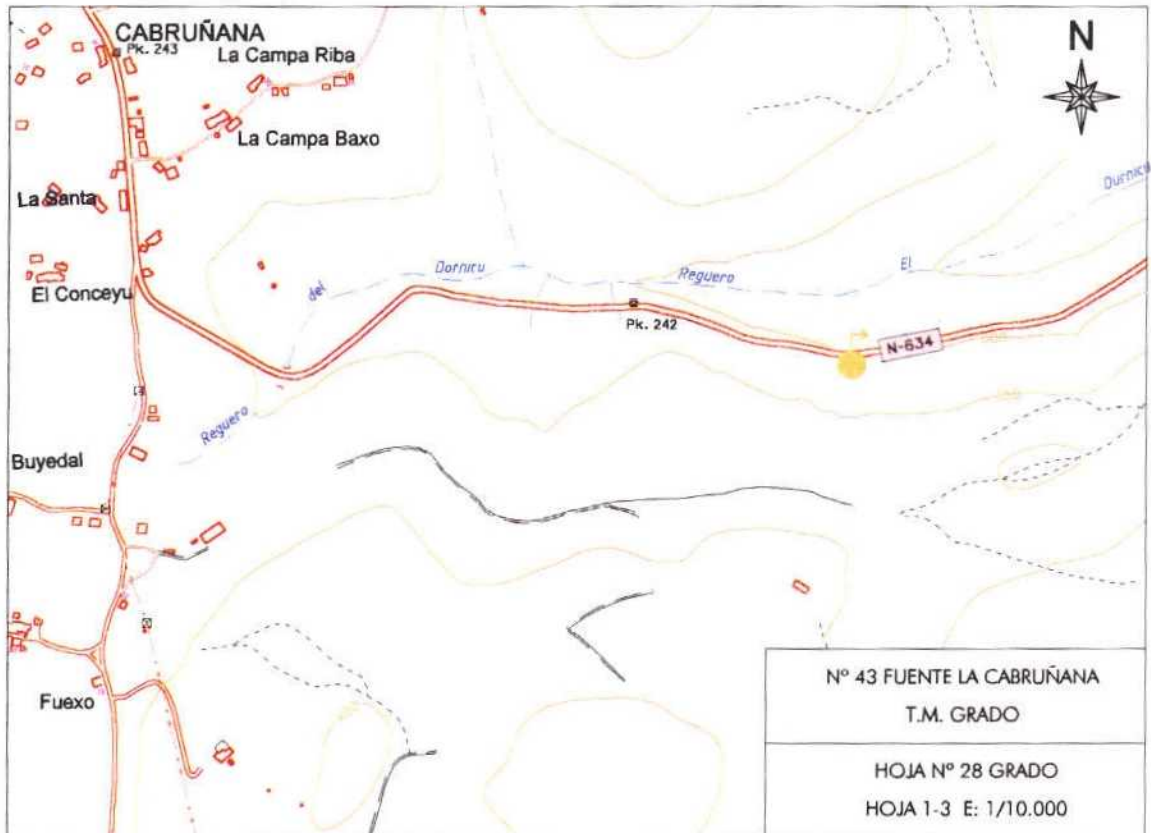 CABRUÑANA
Pk. 243
La Campa Riba
N
La Campa Baxo
La Santa
Durnicu
El Conceyu
del
Dornicu
Reguero
El
Pk. 242
N-634
Reguero
Buyedal
Fuexo
Nº 43 FUENTE LA CABRUÑANA
T.M. GRADO
HOJA Nº 28 GRADO
HOJA 1-3 E: 1/10.000